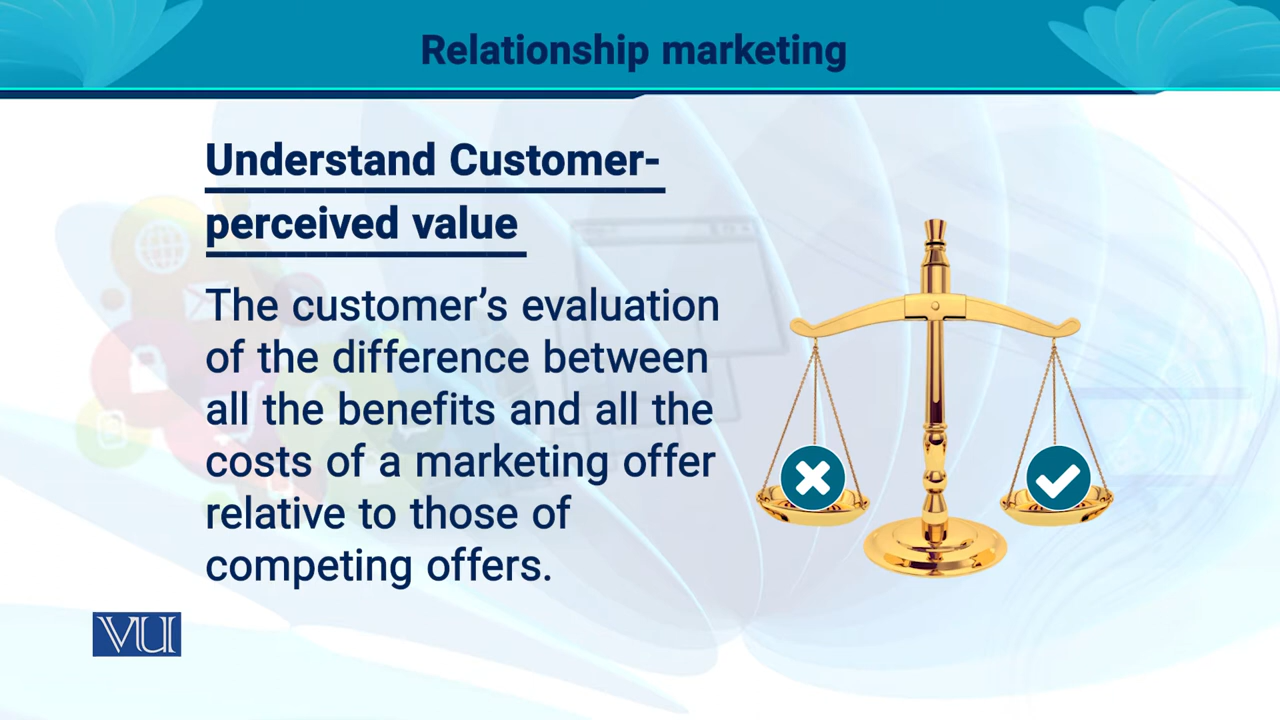 Relationship marketing
Understand Customer-
perceived value
The customer’s evaluation
of the difference between
all the benefits and all the
costs of a marketing offer
relative to those of
competing offers.
VU